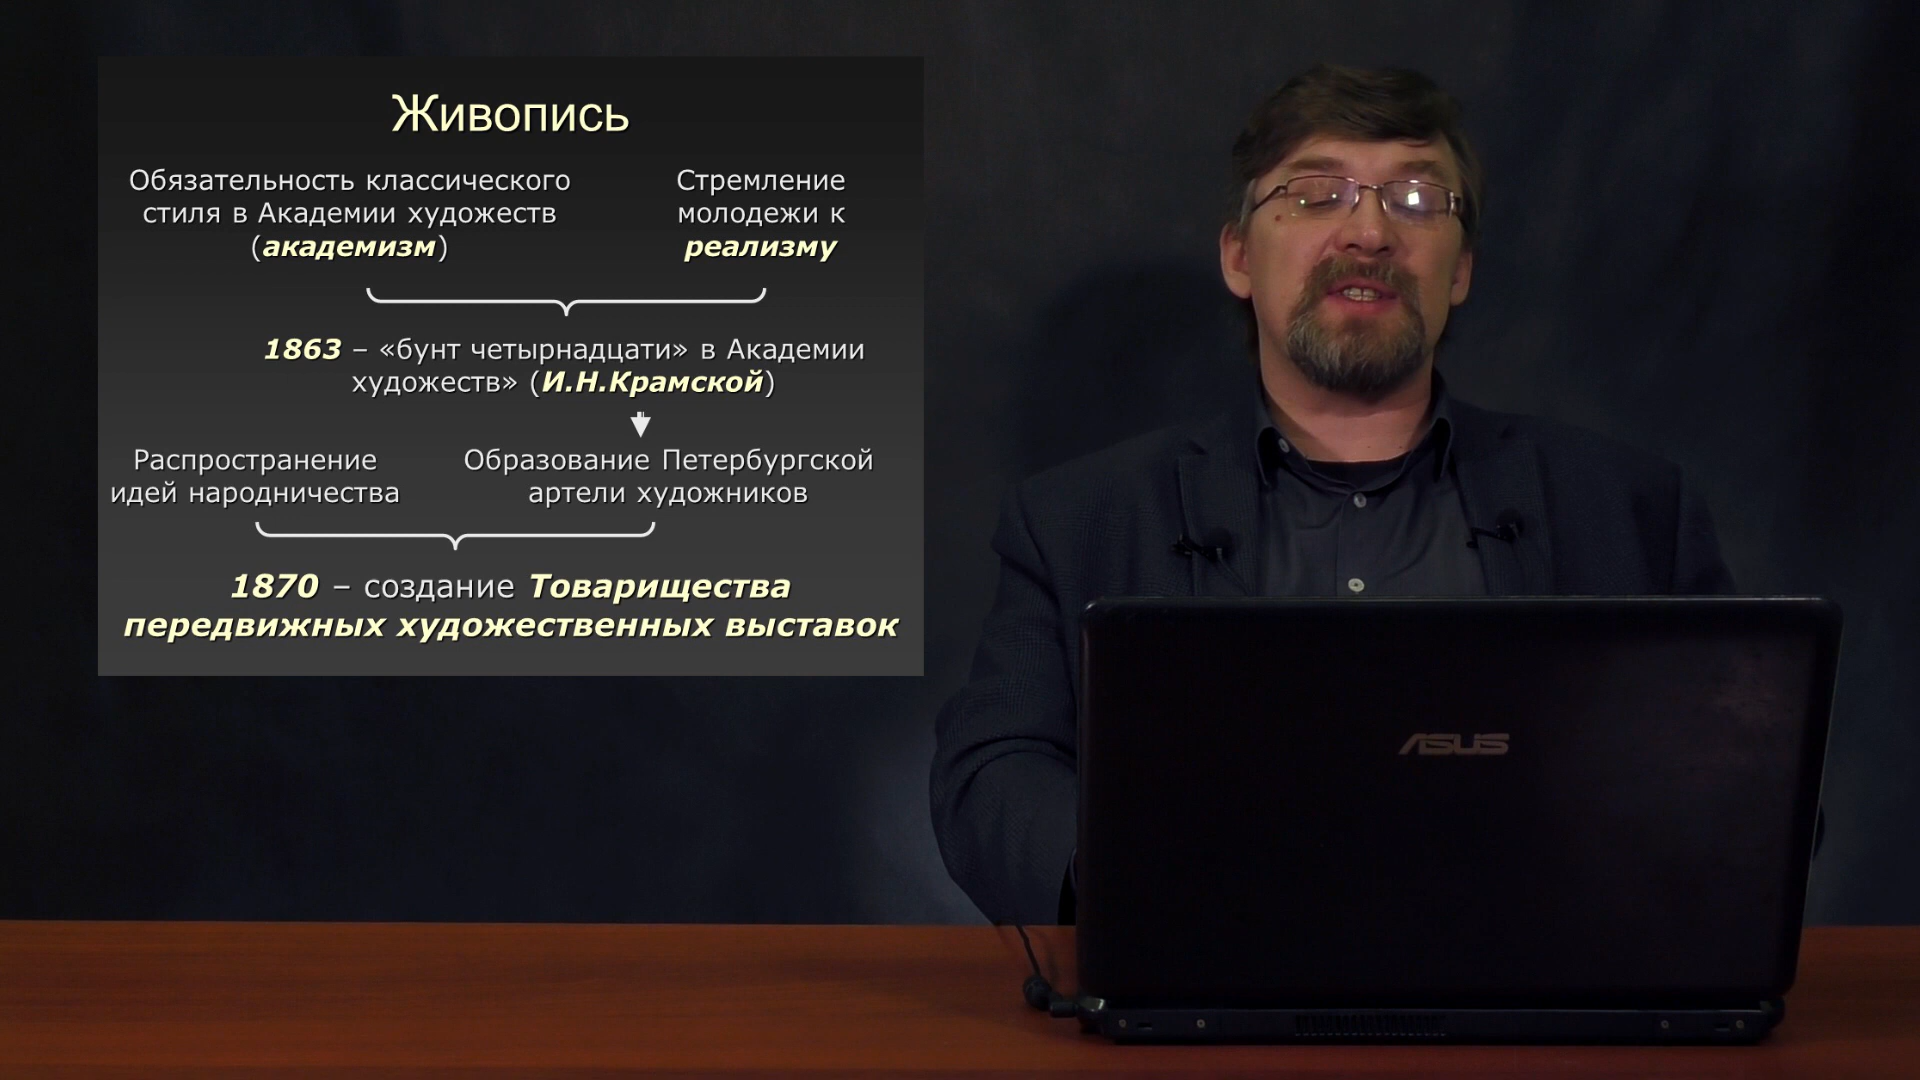 Живопись
Обязательность классического
стиля в Академии художеств
(академизм)
Стремление
молодежи к
реализму
1863 – «бунт четырнадцати» в Академии
художеств» (И.Н.Крамской)
Распространение
идей народничества
Образование Петербургской
артели художников
1870 – создание Товарищества
передвижных художественных выставок
ASUS